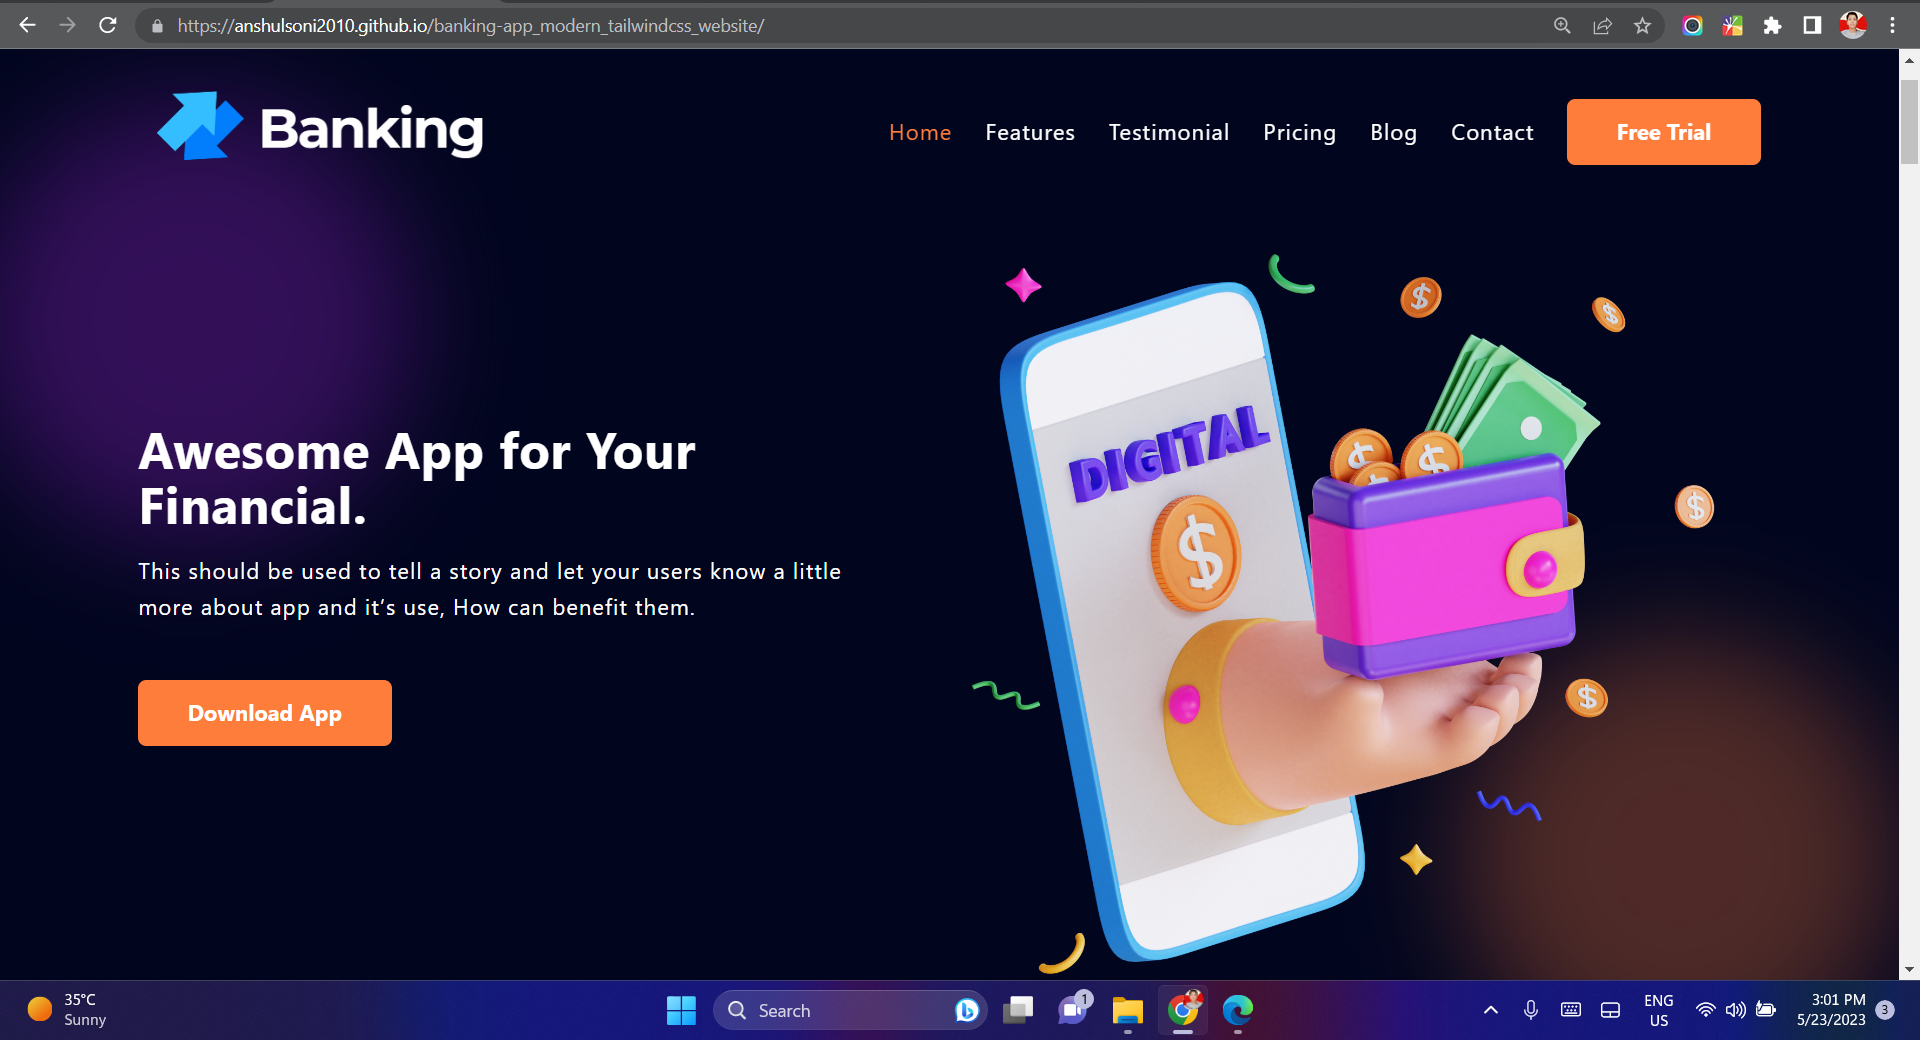 https://anshulsoni2010.github.io/banking-app_modern_tailwindcss_website/
Banking
Home Features Testimonial Pricing Blog Contact Free Trial
DIGITAL
Awesome App for Your
Financial.
This should be used to tell a story and let your users know a little
more about app and it’s use, How can benefit them.
Download App
35°C
Sunny
Search
1
ENG
US
3:01 PM
5/23/2023
3